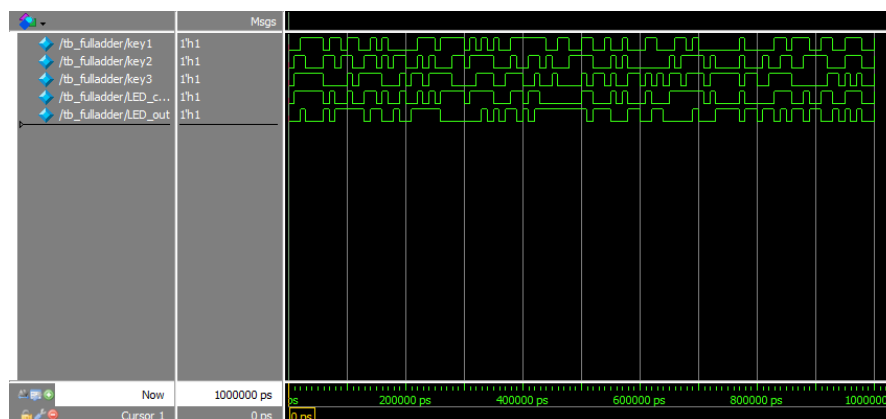 Msgs
/tb_fulladder/key1 1'h1
/tb_fulladder/key2 1'h1
/tb_fulladder/key3 1'h1
/tb_fulladder/LED_c... 1'h1
/tb_fulladder/LED_out 1'h1
Now 1000000 ps ps 200000 ps 400000 ps 600000 ps 800000 ps 1000000
Cursor 1 0 ps 0 ps